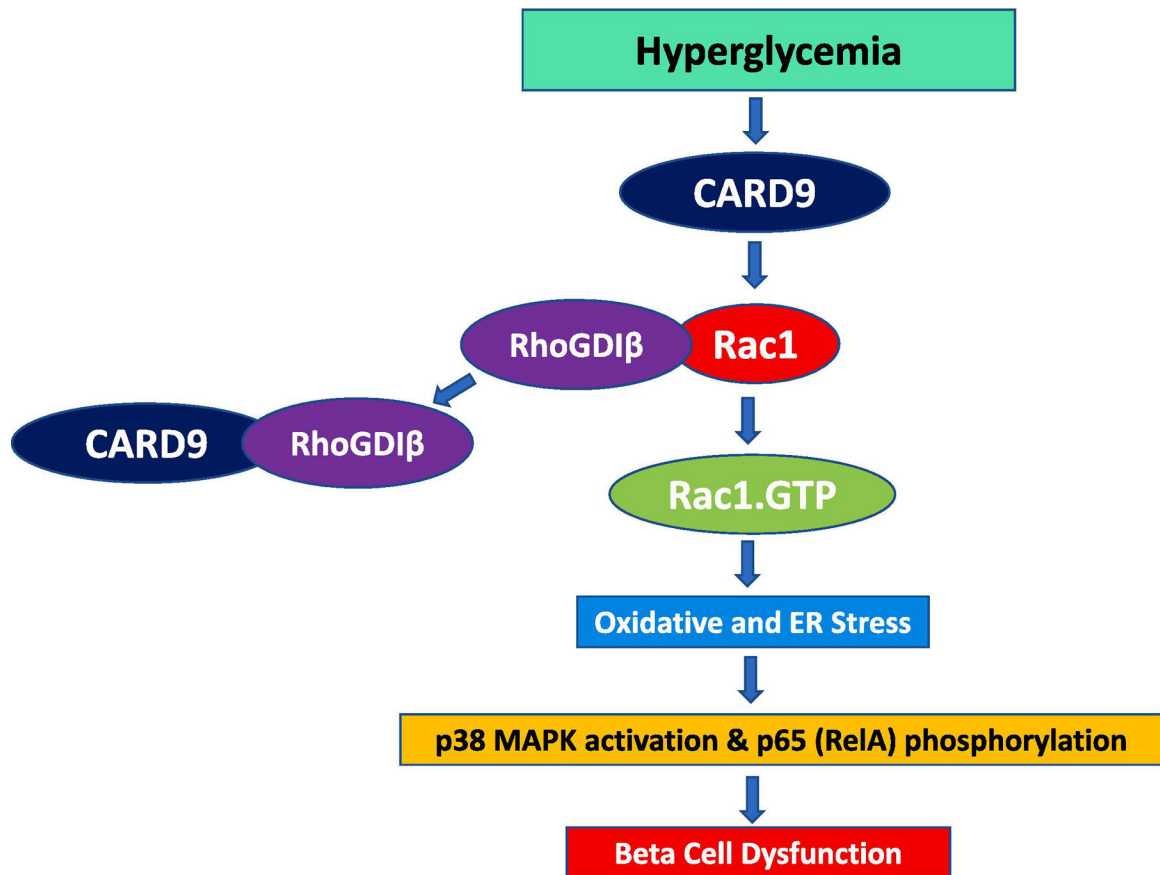 Hyperglycemia
CARD9
RhoGDIβ
Rac1
CARD9
RhoGDIβ
Rac1.GTP
Oxidative and ER Stress
p38 MAPK activation & p65 (RelA) phosphorylation
Beta Cell Dysfunction